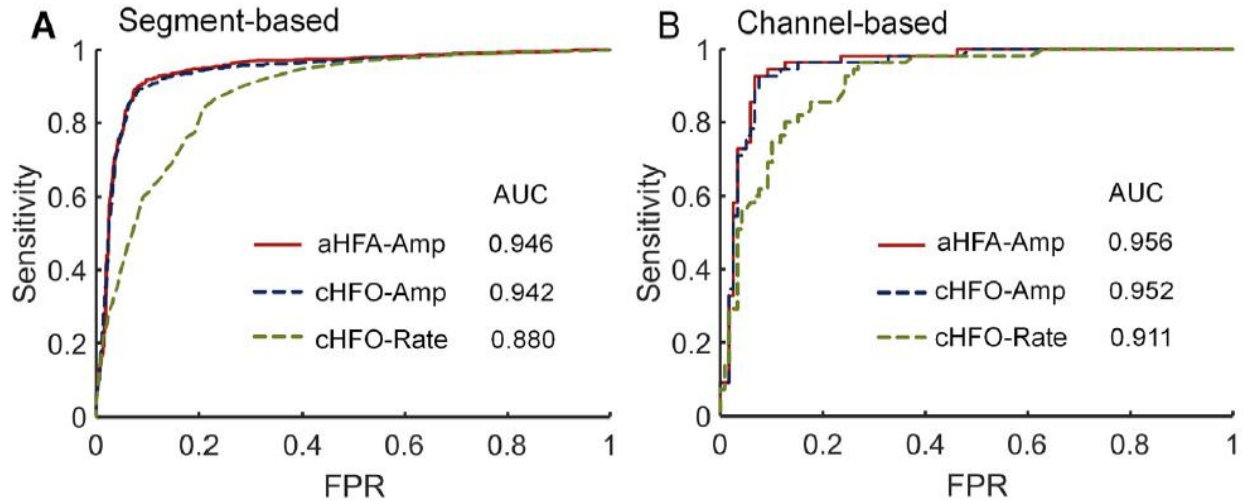 A Segment-based
1
0.8
0.6
0.4
0.2
0
Sensitivity
AUC
aHFA-Amp 0.946
cHFO-Amp 0.942
cHFO-Rate 0.880
0 0.2 0.4 0.6 0.8 1
FPR
B Channel-based
1
0.8
0.6
0.4
0.2
0
Sensitivity
AUC
aHFA-Amp 0.956
cHFO-Amp 0.952
cHFO-Rate 0.911
0 0.2 0.4 0.6 0.8 1
FPR